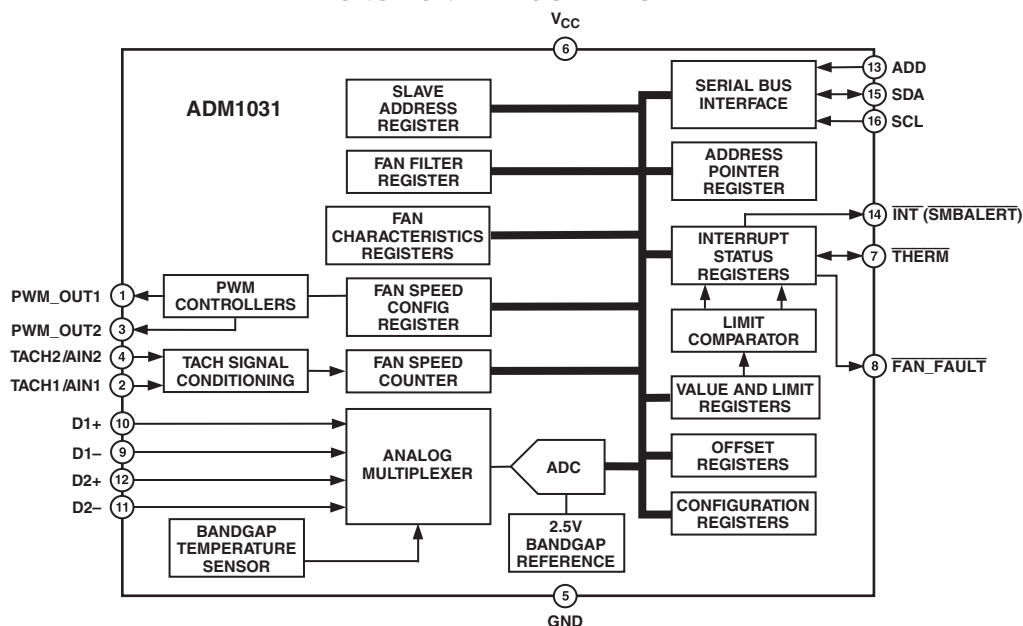 V_CC
6
ADM1031
SLAVE
ADDRESS
REGISTER
FAN FILTER
REGISTER
FAN
CHARACTERISTICS
REGISTERS
PWM
CONTROLLERS
FAN SPEED
CONFIG
REGISTER
TACH SIGNAL
CONDITIONING
FAN SPEED
COUNTER
ANALOG
MULTIPLEXER
ADC
BANDGAP
TEMPERATURE
SENSOR
2.5V
BANDGAP
REFERENCE
SERIAL BUS
INTERFACE
ADDRESS
POINTER
REGISTER
INTERRUPT
STATUS
REGISTERS
LIMIT
COMPARATOR
VALUE AND LIMIT
REGISTERS
OFFSET
REGISTERS
CONFIGURATION
REGISTERS
PWM_OUT1 1
PWM_OUT2 3
TACH2/AIN2 4
TACH1/AIN1 2
D1+ 10
D1– 9
D2+ 12
D2– 11
13 ADD
15 SDA
16 SCL
14 INT (SMBALERT)
7 THERM
8 FAN_FAULT
5
GND